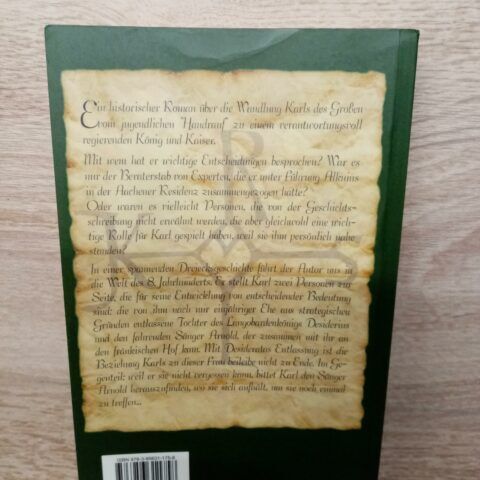 Ein historischer Roman über die Wandlung Karls des Großen
vom jugendlichen Handrauf zu einem verantwortungsvoll
regierenden König und Kaiser.
Mit wem hat er wichtige Entscheidungen besprochen? War es
nur der Beraterstab von Experten, die er unter Führung Alkuins
in der Aachener Residenz zusammengezogen hatte?
Oder waren es vielleicht Personen, die von der Geschichts-
schreibung nicht erwähnt werden, die aber gleichwohl eine wich-
tige Rolle für Karl gespielt haben, weil sie ihm persönlich nahe
standen?
In einer spannenden Dreiecksgeschichte führt der Autor uns in
die Welt des 8. Jahrhunderts. Er stellt Karl zwei Personen zur
Seite, die für seine Entwicklung von entscheidender Bedeutung
sind: die von ihm nach nur einjähriger Ehe aus strategischen
Gründen entlassene Tochter des Langobardenkönigs Desiderius
und den fahrenden Sänger Arnold, der zusammen mit ihr an
den fränkischen Hof kam. Mit Desideratas Entlassung ist die
Beziehung Karls zu dieser Frau beileibe nicht zu Ende. Im Ge-
genteil: weil er sie nicht vergessen kann, bittet Karl den Sänger
Arnold herauszufinden, wo sie sich aufhält, um sie noch einmal
zu treffen...